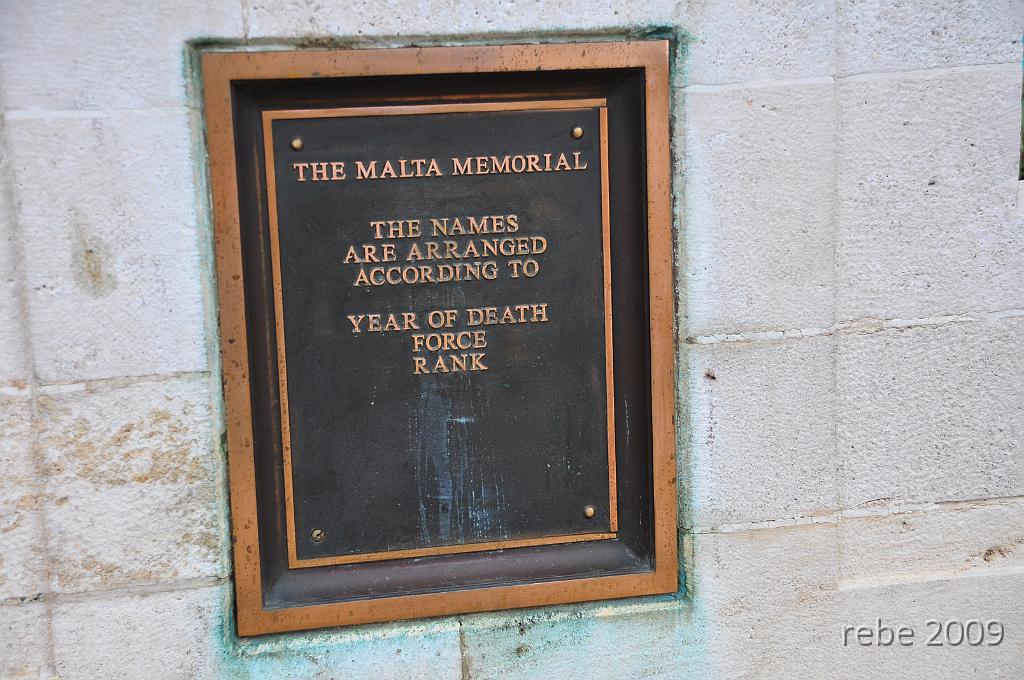 THE MALTA MEMORIAL
THE NAMES
ARE ARRANGED
ACCORDING TO
YEAR OF DEATH
FORCE
RANK
rebe 2009